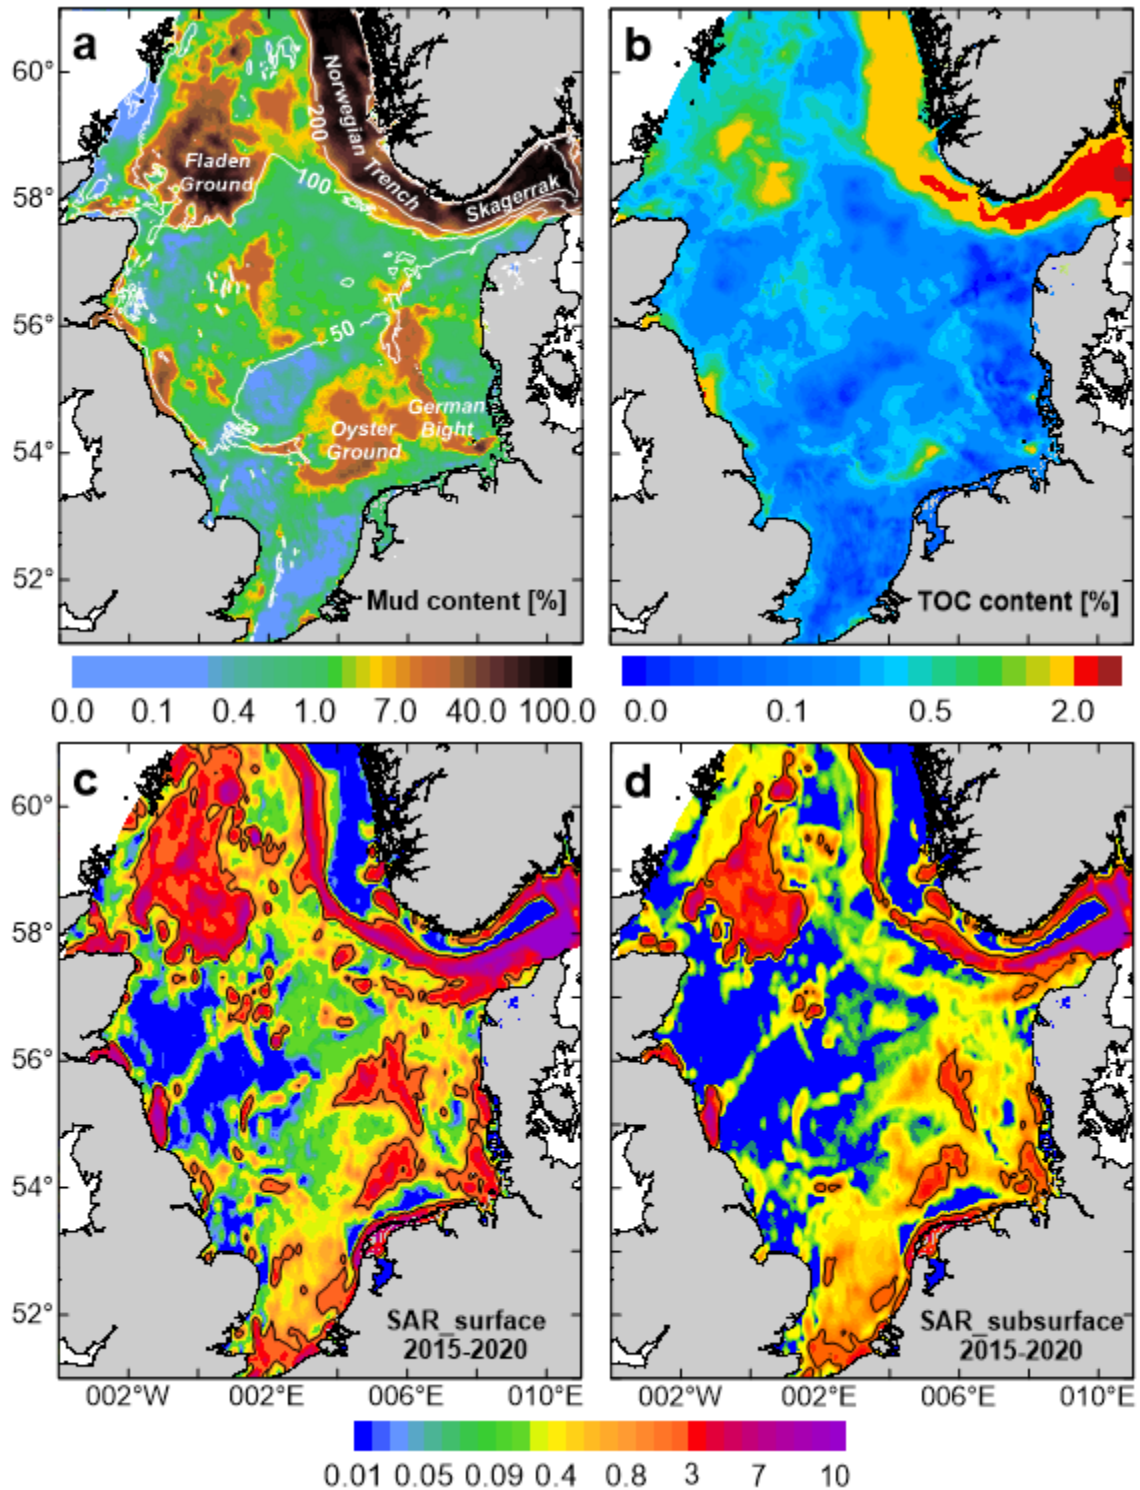 a
b
60°
58°
56°
54°
52°
Norwegian Trench
200
Fladen
Ground
100
Skagerrak
50
German
Bight
Oyster
Ground
Mud content [%]
TOC content [%]
0.0 0.1 0.4 1.0 7.0 40.0 100.0
0.0 0.1 0.5 2.0
c
d
60°
58°
56°
54°
52°
SAR_surface
2015-2020
SAR_subsurface
2015-2020
002°W 002°E 006°E 010°E
002°W 002°E 006°E 010°E
0.01 0.05 0.09 0.4 0.8 3 7 10